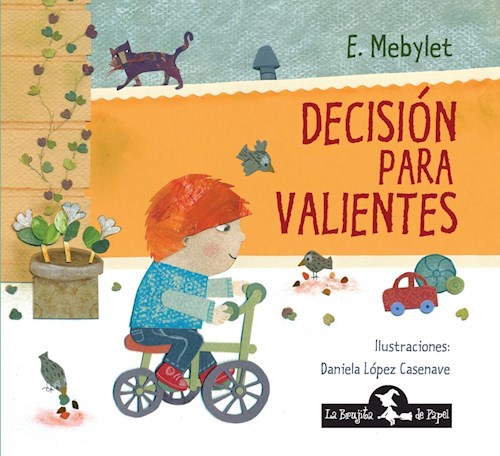 E. Mebylet
DECISIÓN
PARA
VALIENTES
Ilustraciones:
Daniela López Casenave
La Brujita de Papel